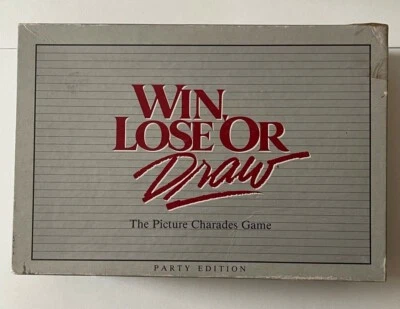 WIN,
LOSE OR
Draw
The Picture Charades Game
PARTY EDITION